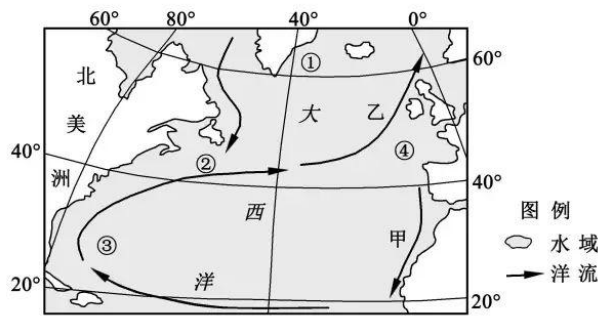 60° 80° 40° 0°
① 60°
北 大 乙
美 ④
40° ②
洲 西 40°
甲 图例
③ 水域
20° 洋 洋流
20°